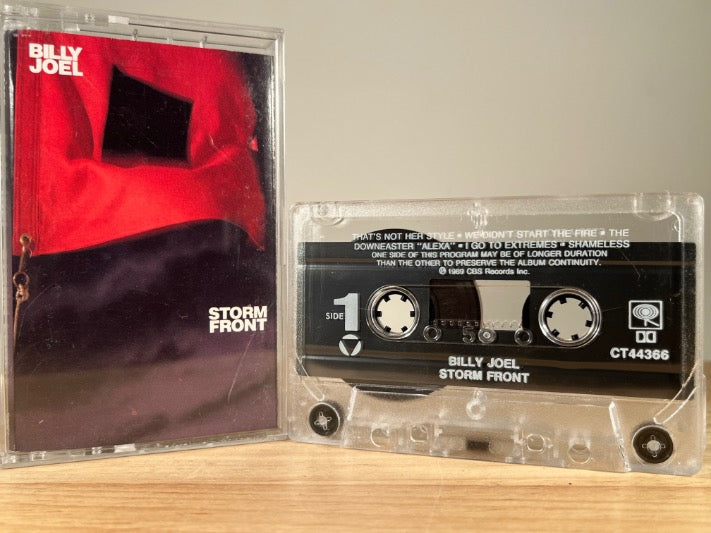 BILLY
JOEL
STORM
FRONT
THAT'S NOT HER STYLE • WE DIDN'T START THE FIRE • THE
DOWNEASTER "ALEXA" • I GO TO EXTREMES • SHAMELESS
ONE SIDE OF THIS PROGRAM MAY BE OF LONGER DURATION
THAN THE OTHER TO PRESERVE THE ALBUM CONTINUITY.
℗ 1989 CBS Records Inc.
SIDE 1
5
BILLY JOEL
STORM FRONT
CT44366